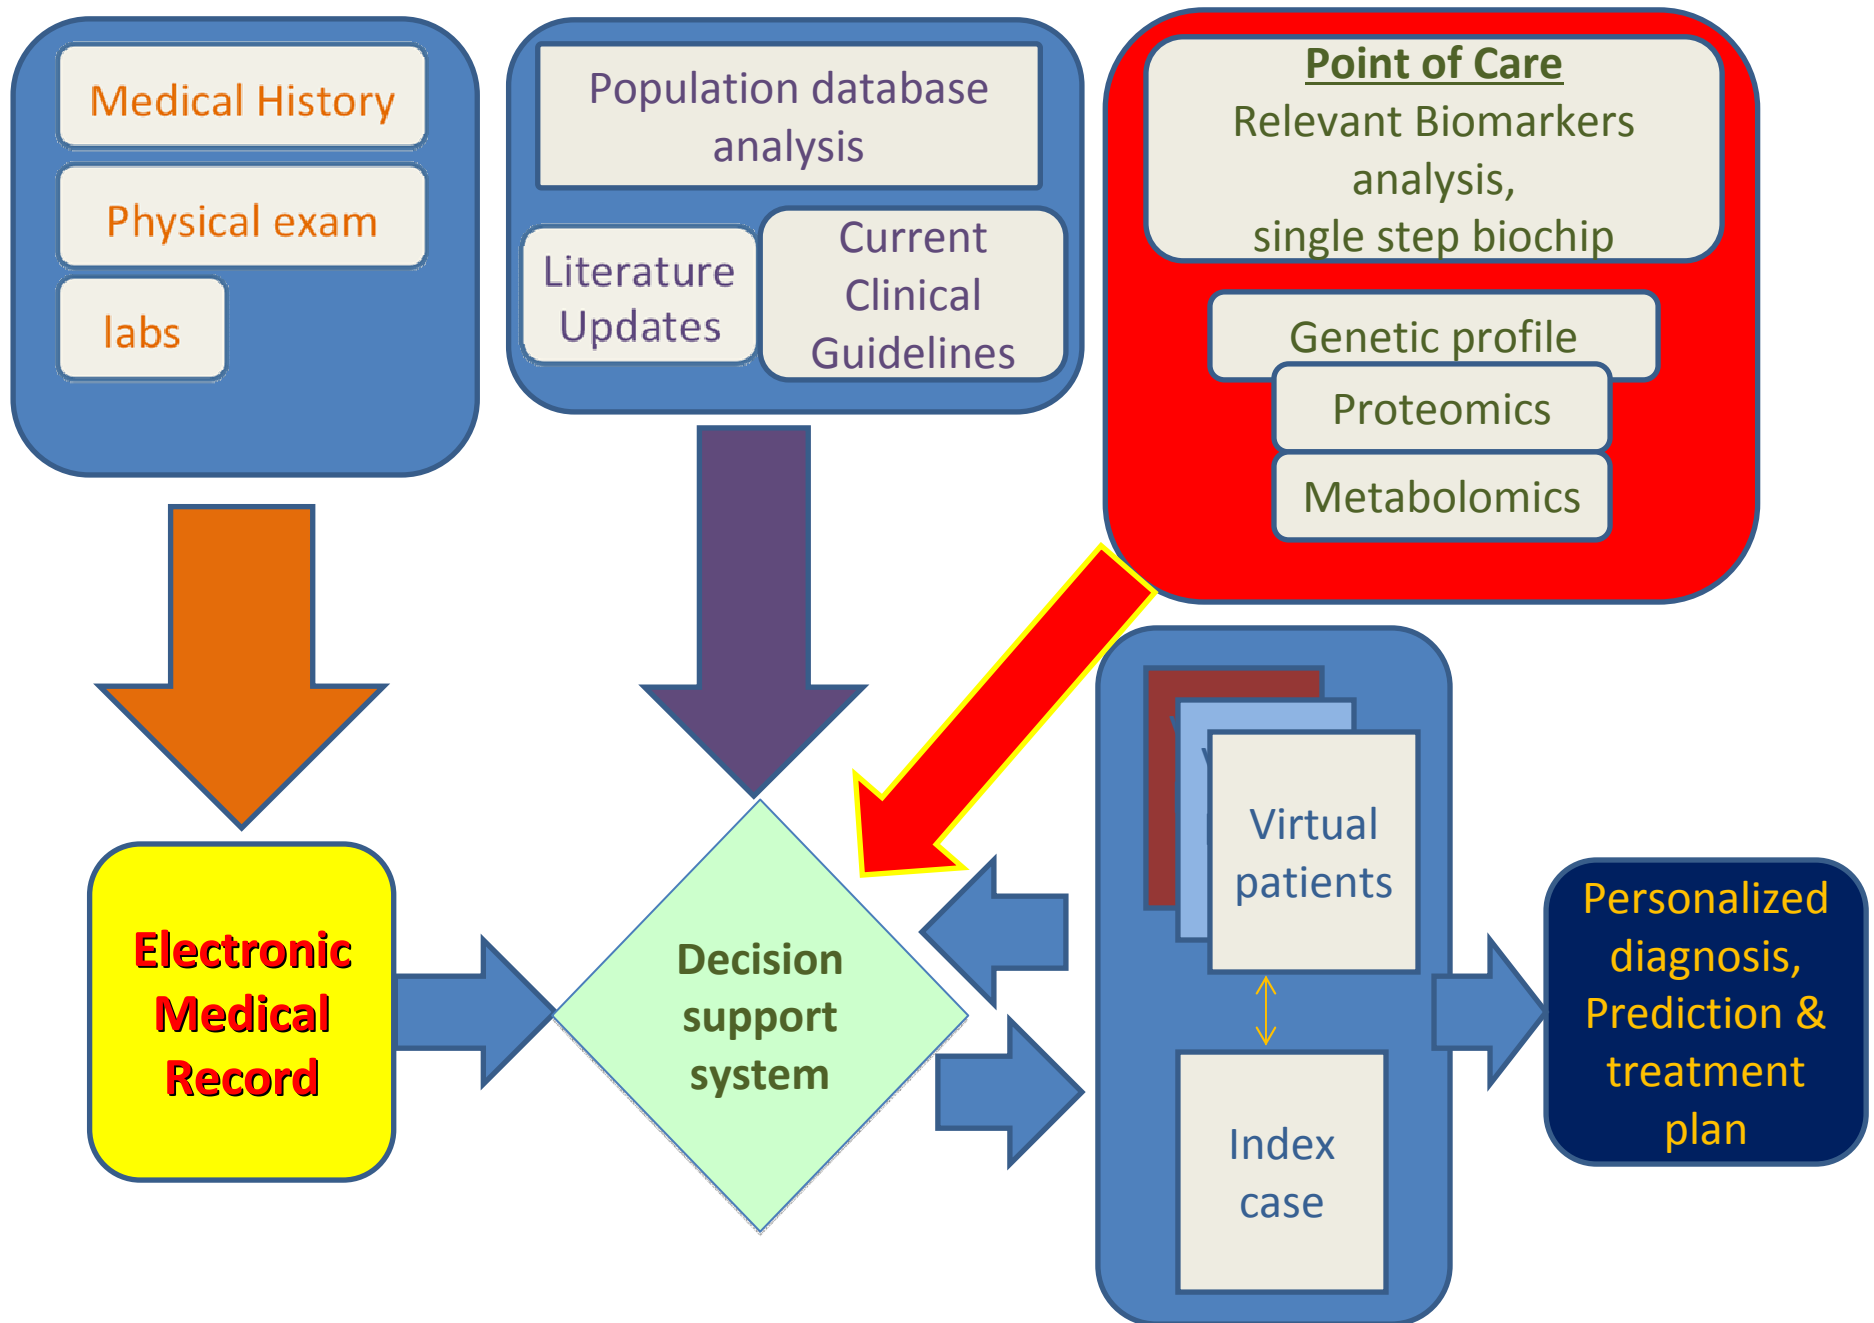 Medical History
Physical exam
labs
Population database
analysis
Literature
Updates
Current
Clinical
Guidelines
Point of Care
Relevant Biomarkers
analysis,
single step biochip
Genetic profile
Proteomics
Metabolomics
Electronic
Medical
Record
Decision
support
system
Virtual
patients
Index
case
Personalized
diagnosis,
Prediction &
treatment
plan